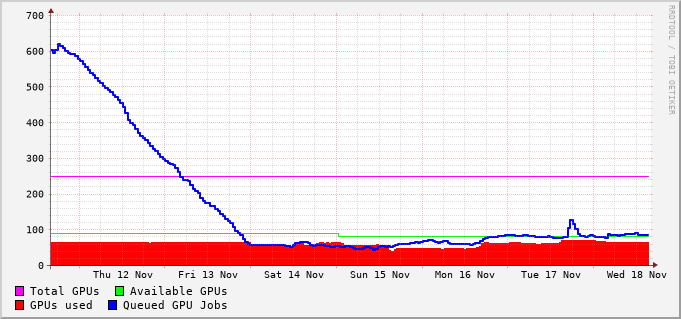 RRDTOOL / TOBI OETIKER
700
600
500
400
300
200
100
0
Thu 12 Nov Fri 13 Nov Sat 14 Nov Sun 15 Nov Mon 16 Nov Tue 17 Nov Wed 18 Nov
Total GPUs Available GPUs
GPUs used Queued GPU Jobs